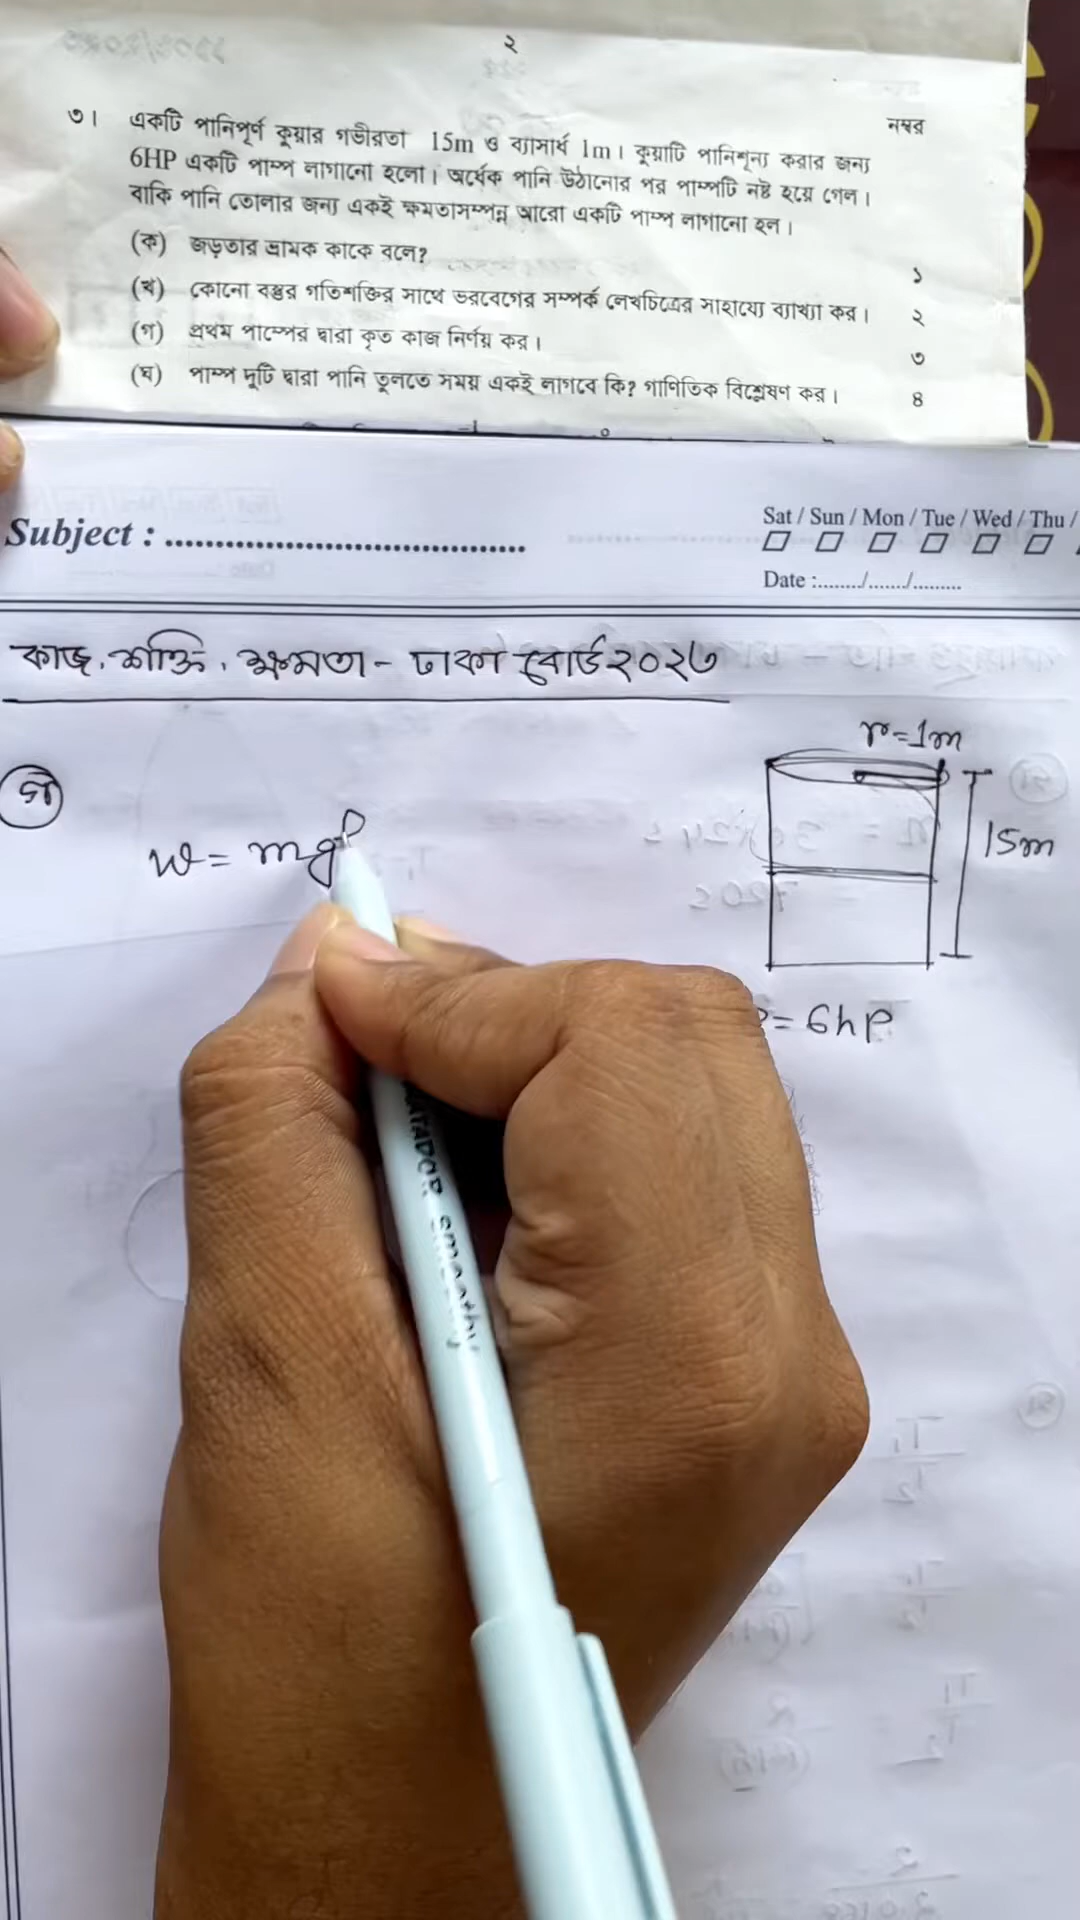 ২
নম্বর
৩। একটি পানিপূর্ণ কুয়ার গভীরতা 15m ও ব্যাসার্ধ 1m। কুয়াটি পানিশূন্য করার জন্য
6HP একটি পাম্প লাগানো হলো। অর্ধেক পানি উঠানোর পর পাম্পটি নষ্ট হয়ে গেল।
বাকি পানি তোলার জন্য একই ক্ষমতাসম্পন্ন আরো একটি পাম্প লাগানো হল।
(ক) জড়তার ভ্রামক কাকে বলে? ১
(খ) কোনো বস্তুর গতিশক্তির সাথে ভরবেগের সম্পর্ক লেখচিত্রের সাহায্যে ব্যাখ্যা কর। ২
(গ) প্রথম পাম্পের দ্বারা কৃত কাজ নির্ণয় কর। ৩
(ঘ) পাম্প দুটি দ্বারা পানি তুলতে সময় একই লাগবে কি? গাণিতিক বিশ্লেষণ কর। ৪
Subject :
Sat / Sun / Mon / Tue / Wed / Thu /
Date :......../......./.........
কাজ, শক্তি, ক্ষমতা - ঢাকা বোর্ড ২০২৩
r=1m
গ
w = mg
15m
= 6hp
MATADOR smoothy